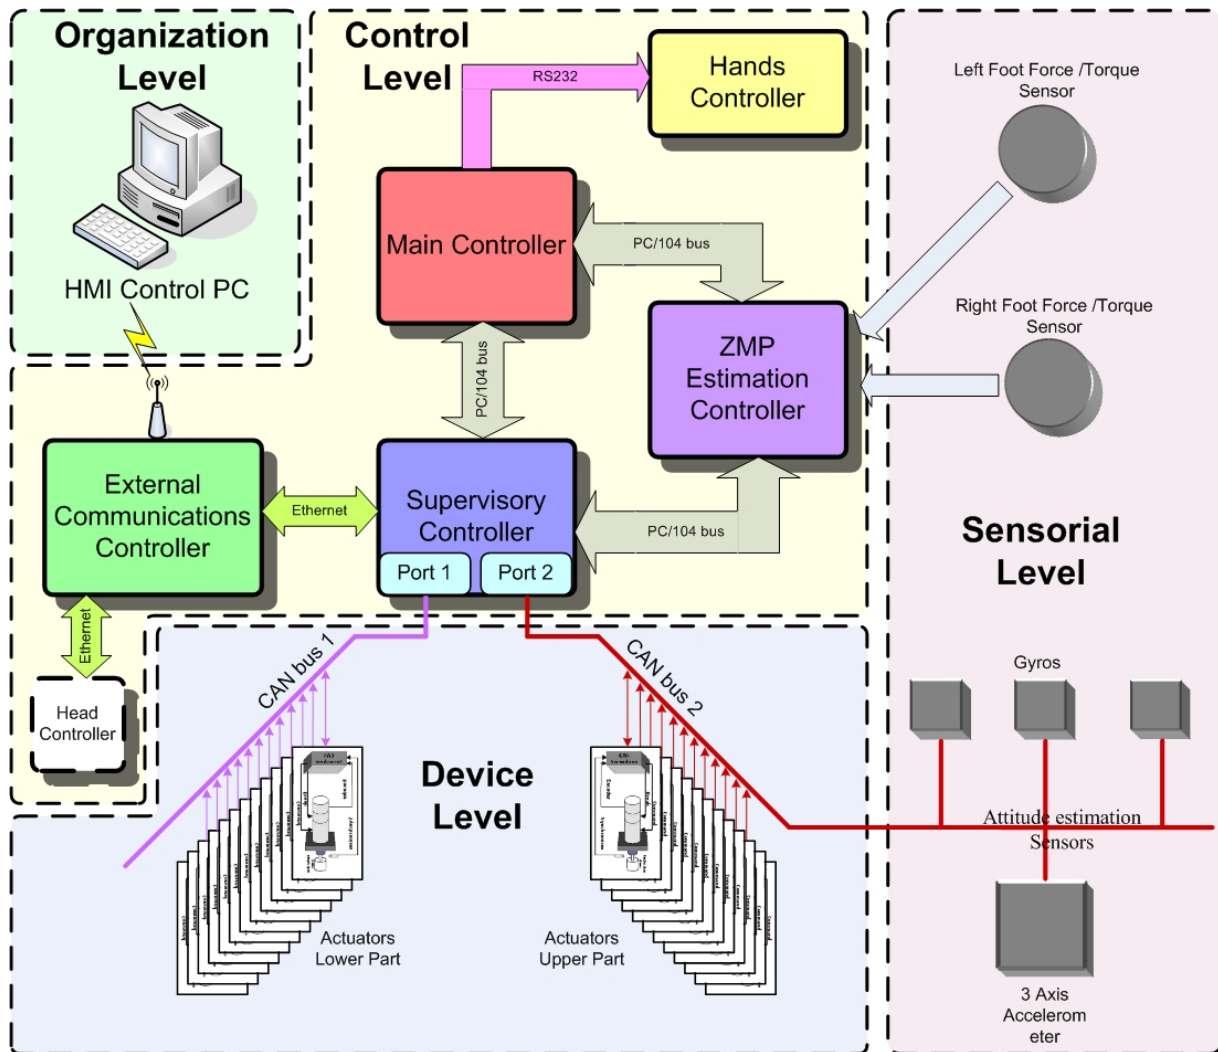 Organization
Level
HMI Control PC
Control
Level
RS232
Hands
Controller
Main Controller
PC/104 bus
ZMP
Estimation
Controller
PC/104 bus
External
Communications
Controller
Ethernet
Supervisory
Controller
Port 1
Port 2
PC/104 bus
Ethernet
Head
Controller
Left Foot Force /Torque
Sensor
Right Foot Force /Torque
Sensor
Sensorial
Level
Gyros
Attitude estimation
Sensors
3 Axis
Accelerom
eter
CAN bus 1
CAN bus 2
Device
Level
Actuators
Lower Part
Actuators
Upper Part